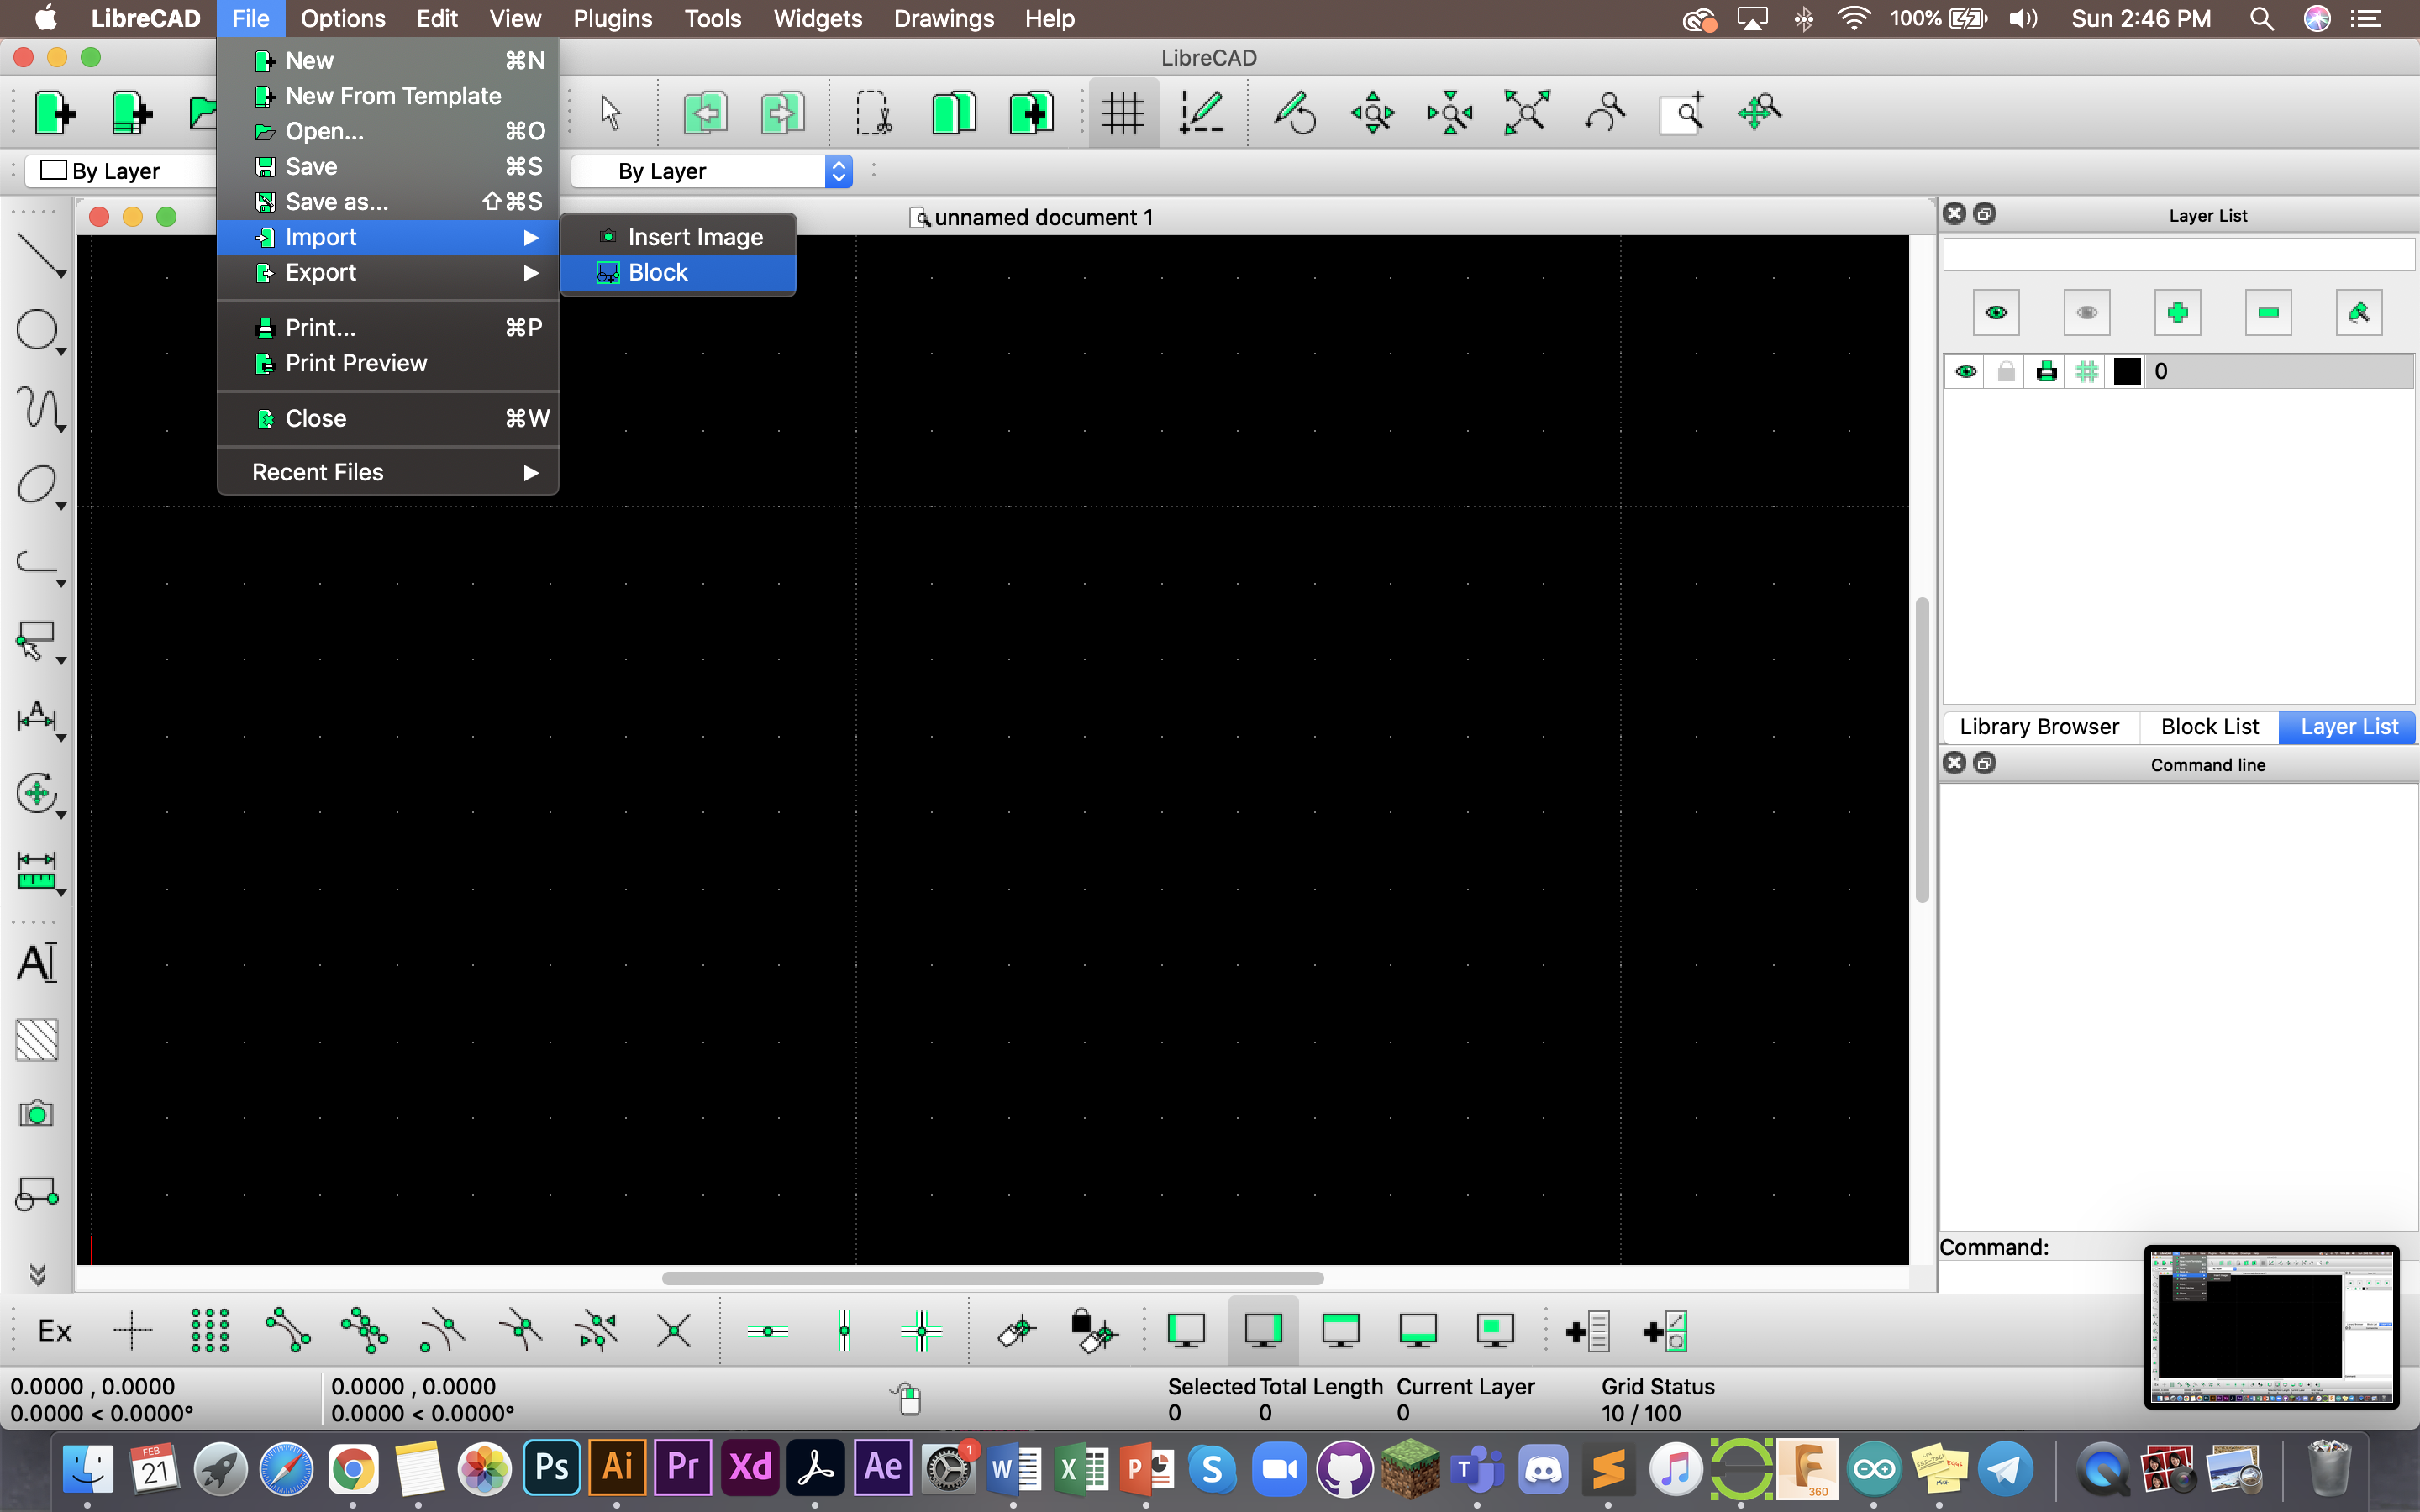 LibreCAD File Options Edit View Plugins Tools Widgets Drawings Help 100% Sun 2:46 PM
LibreCAD
New ⌘N
New From Template
Open... ⌘O
Save ⌘S
Save as... ⇧⌘S
Import ▶
Export ▶
Print... ⌘P
Print Preview
Close ⌘W
Recent Files ▶
Insert Image
Block
By Layer
By Layer
unnamed document 1
Layer List
0
Library Browser Block List Layer List
Command line
Command:
A
A
Ex
0.0000 , 0.0000
0.0000 < 0.0000°
0.0000 , 0.0000
0.0000 < 0.0000°
Selected Total Length Current Layer Grid Status
0 0 0 10 / 100
FEB
21
Ps Ai Pr Xd Ae 1 W X P S T F
360